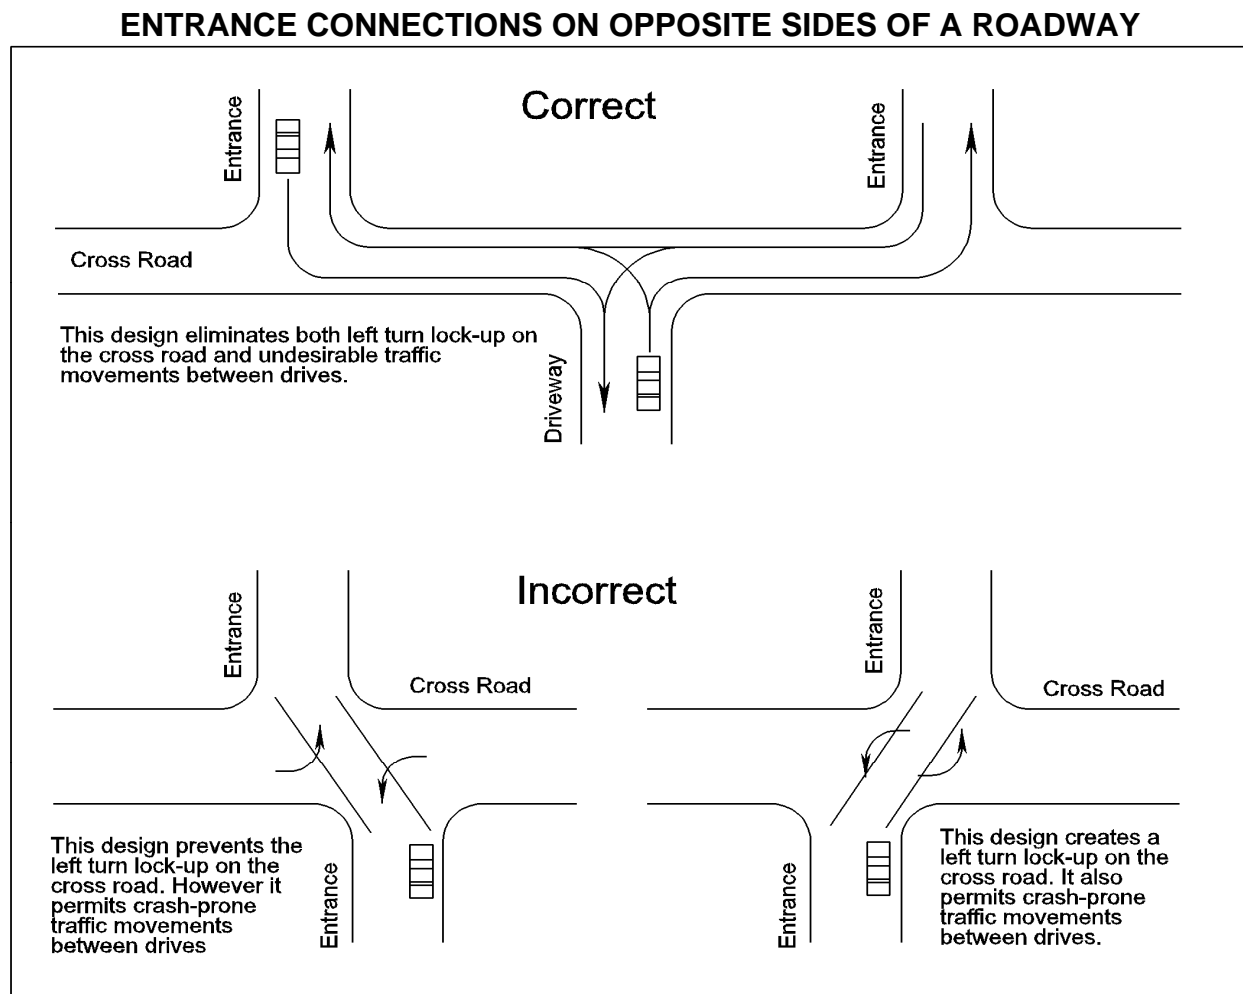 ENTRANCE CONNECTIONS ON OPPOSITE SIDES OF A ROADWAY
Correct
Entrance
Entrance
Cross Road
This design eliminates both left turn lock-up on
the cross road and undesirable traffic
movements between drives.
Driveway
Incorrect
Entrance
Entrance
Cross Road
Cross Road
This design prevents the
left turn lock-up on the
cross road. However it
permits crash-prone
traffic movements
between drives
Entrance
Entrance
This design creates a
left turn lock-up on the
cross road. It also
permits crash-prone
traffic movements
between drives.